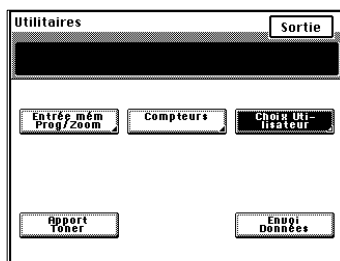 Utilitaires
Sortie
Entrée mém
Prog/Zoom
Compteurs
Choix Uti-
lisateur
Apport
Toner
Envoi
Données